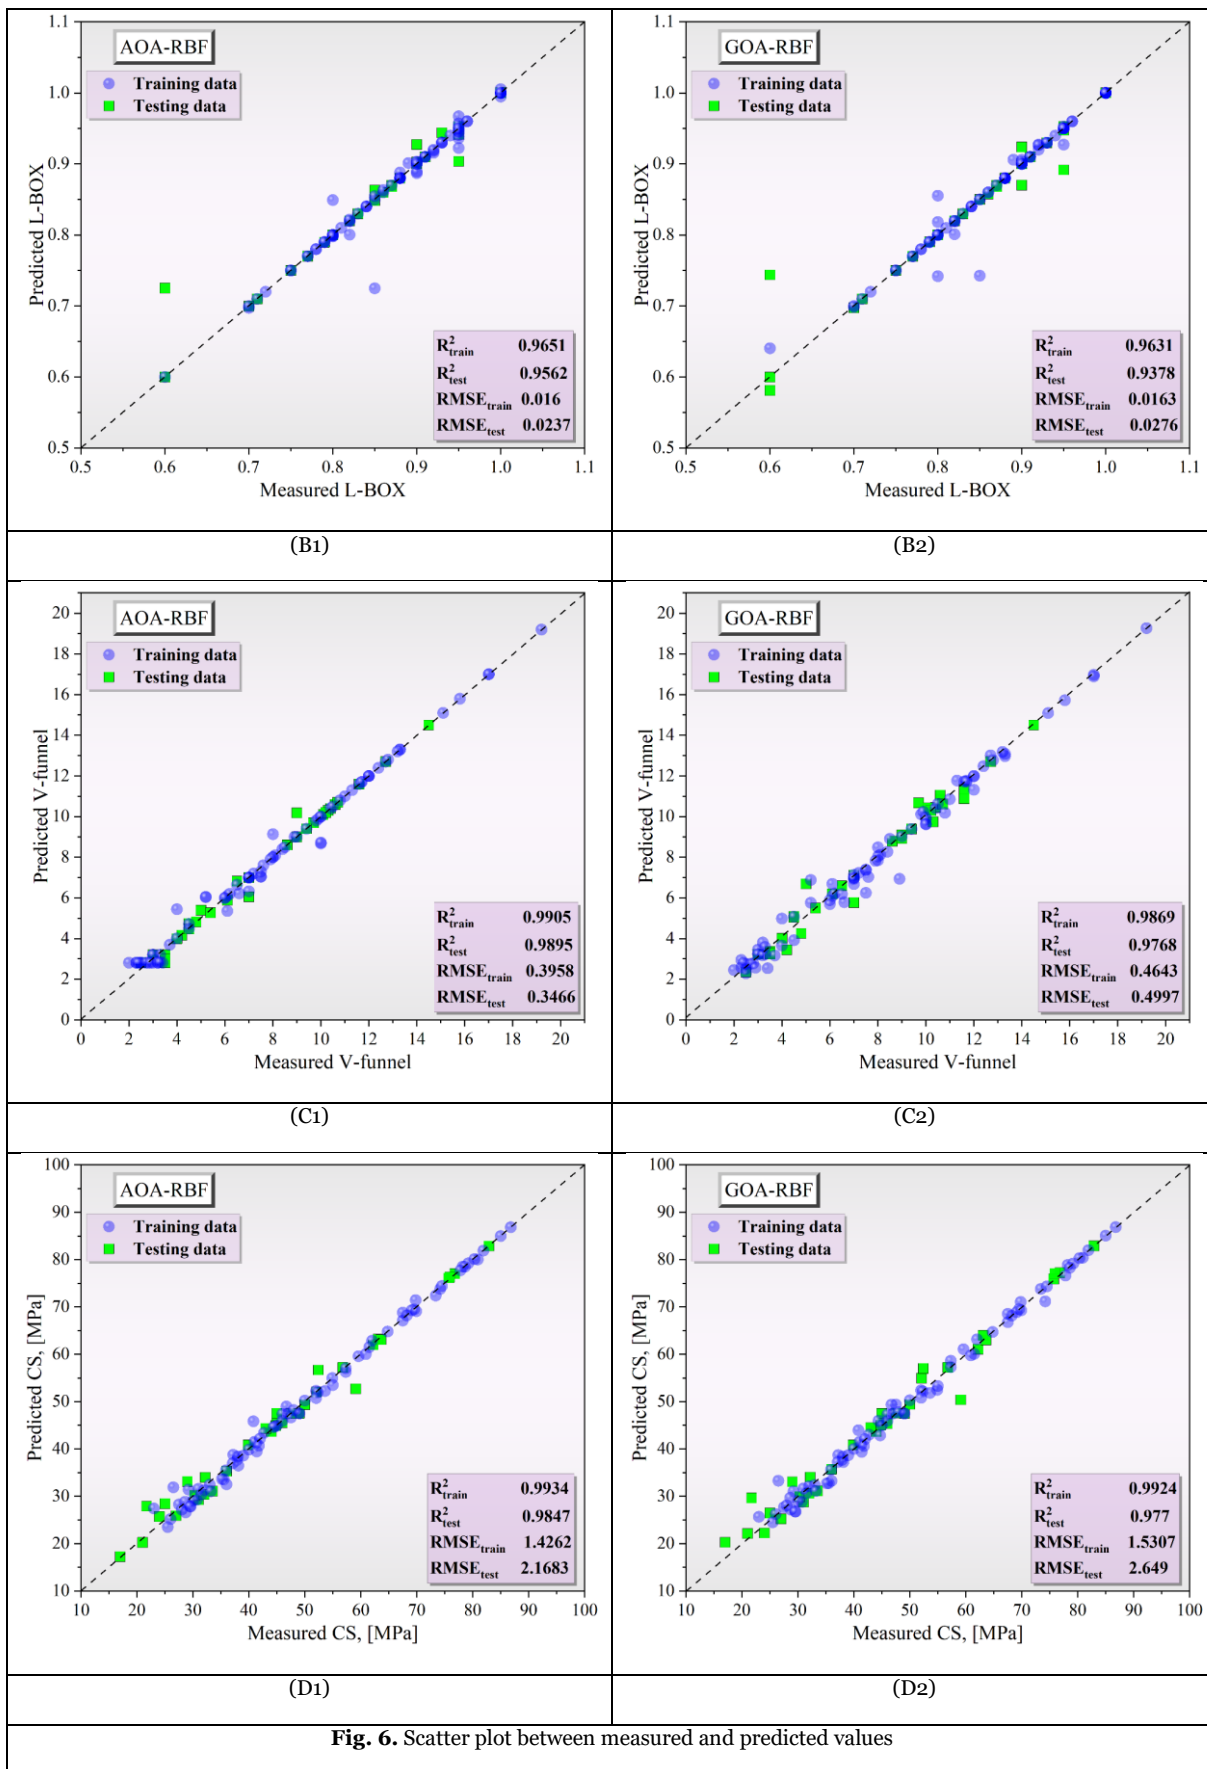 AOA-RBF
Training data
Testing data
1.1
1.0
0.9
0.8
0.7
0.6
0.5
Predicted L-BOX
R²train 0.9651
R²test 0.9562
RMSEtrain 0.016
RMSEtest 0.0237
0.5 0.6 0.7 0.8 0.9 1.0 1.1
Measured L-BOX
GOA-RBF
Training data
Testing data
1.1
1.0
0.9
0.8
0.7
0.6
0.5
Predicted L-BOX
R²train 0.9631
R²test 0.9378
RMSEtrain 0.0163
RMSEtest 0.0276
0.5 0.6 0.7 0.8 0.9 1.0 1.1
Measured L-BOX
(B1)
(B2)
AOA-RBF
Training data
Testing data
20
18
16
14
12
10
8
6
4
2
0
Predicted V-funnel
R²train 0.9905
R²test 0.9895
RMSEtrain 0.3958
RMSEtest 0.3466
0 2 4 6 8 10 12 14 16 18 20
Measured V-funnel
GOA-RBF
Training data
Testing data
20
18
16
14
12
10
8
6
4
2
0
Predicted V-funnel
R²train 0.9869
R²test 0.9768
RMSEtrain 0.4643
RMSEtest 0.4997
0 2 4 6 8 10 12 14 16 18 20
Measured V-funnel
(C1)
(C2)
AOA-RBF
Training data
Testing data
100
90
80
70
60
50
40
30
20
10
Predicted CS, [MPa]
R²train 0.9934
R²test 0.9847
RMSEtrain 1.4262
RMSEtest 2.1683
10 20 30 40 50 60 70 80 90 100
Measured CS, [MPa]
GOA-RBF
Training data
Testing data
100
90
80
70
60
50
40
30
20
10
Predicted CS, [MPa]
R²train 0.9924
R²test 0.977
RMSEtrain 1.5307
RMSEtest 2.649
10 20 30 40 50 60 70 80 90 100
Measured CS, [MPa]
(D1)
(D2)
Fig. 6. Scatter plot between measured and predicted values